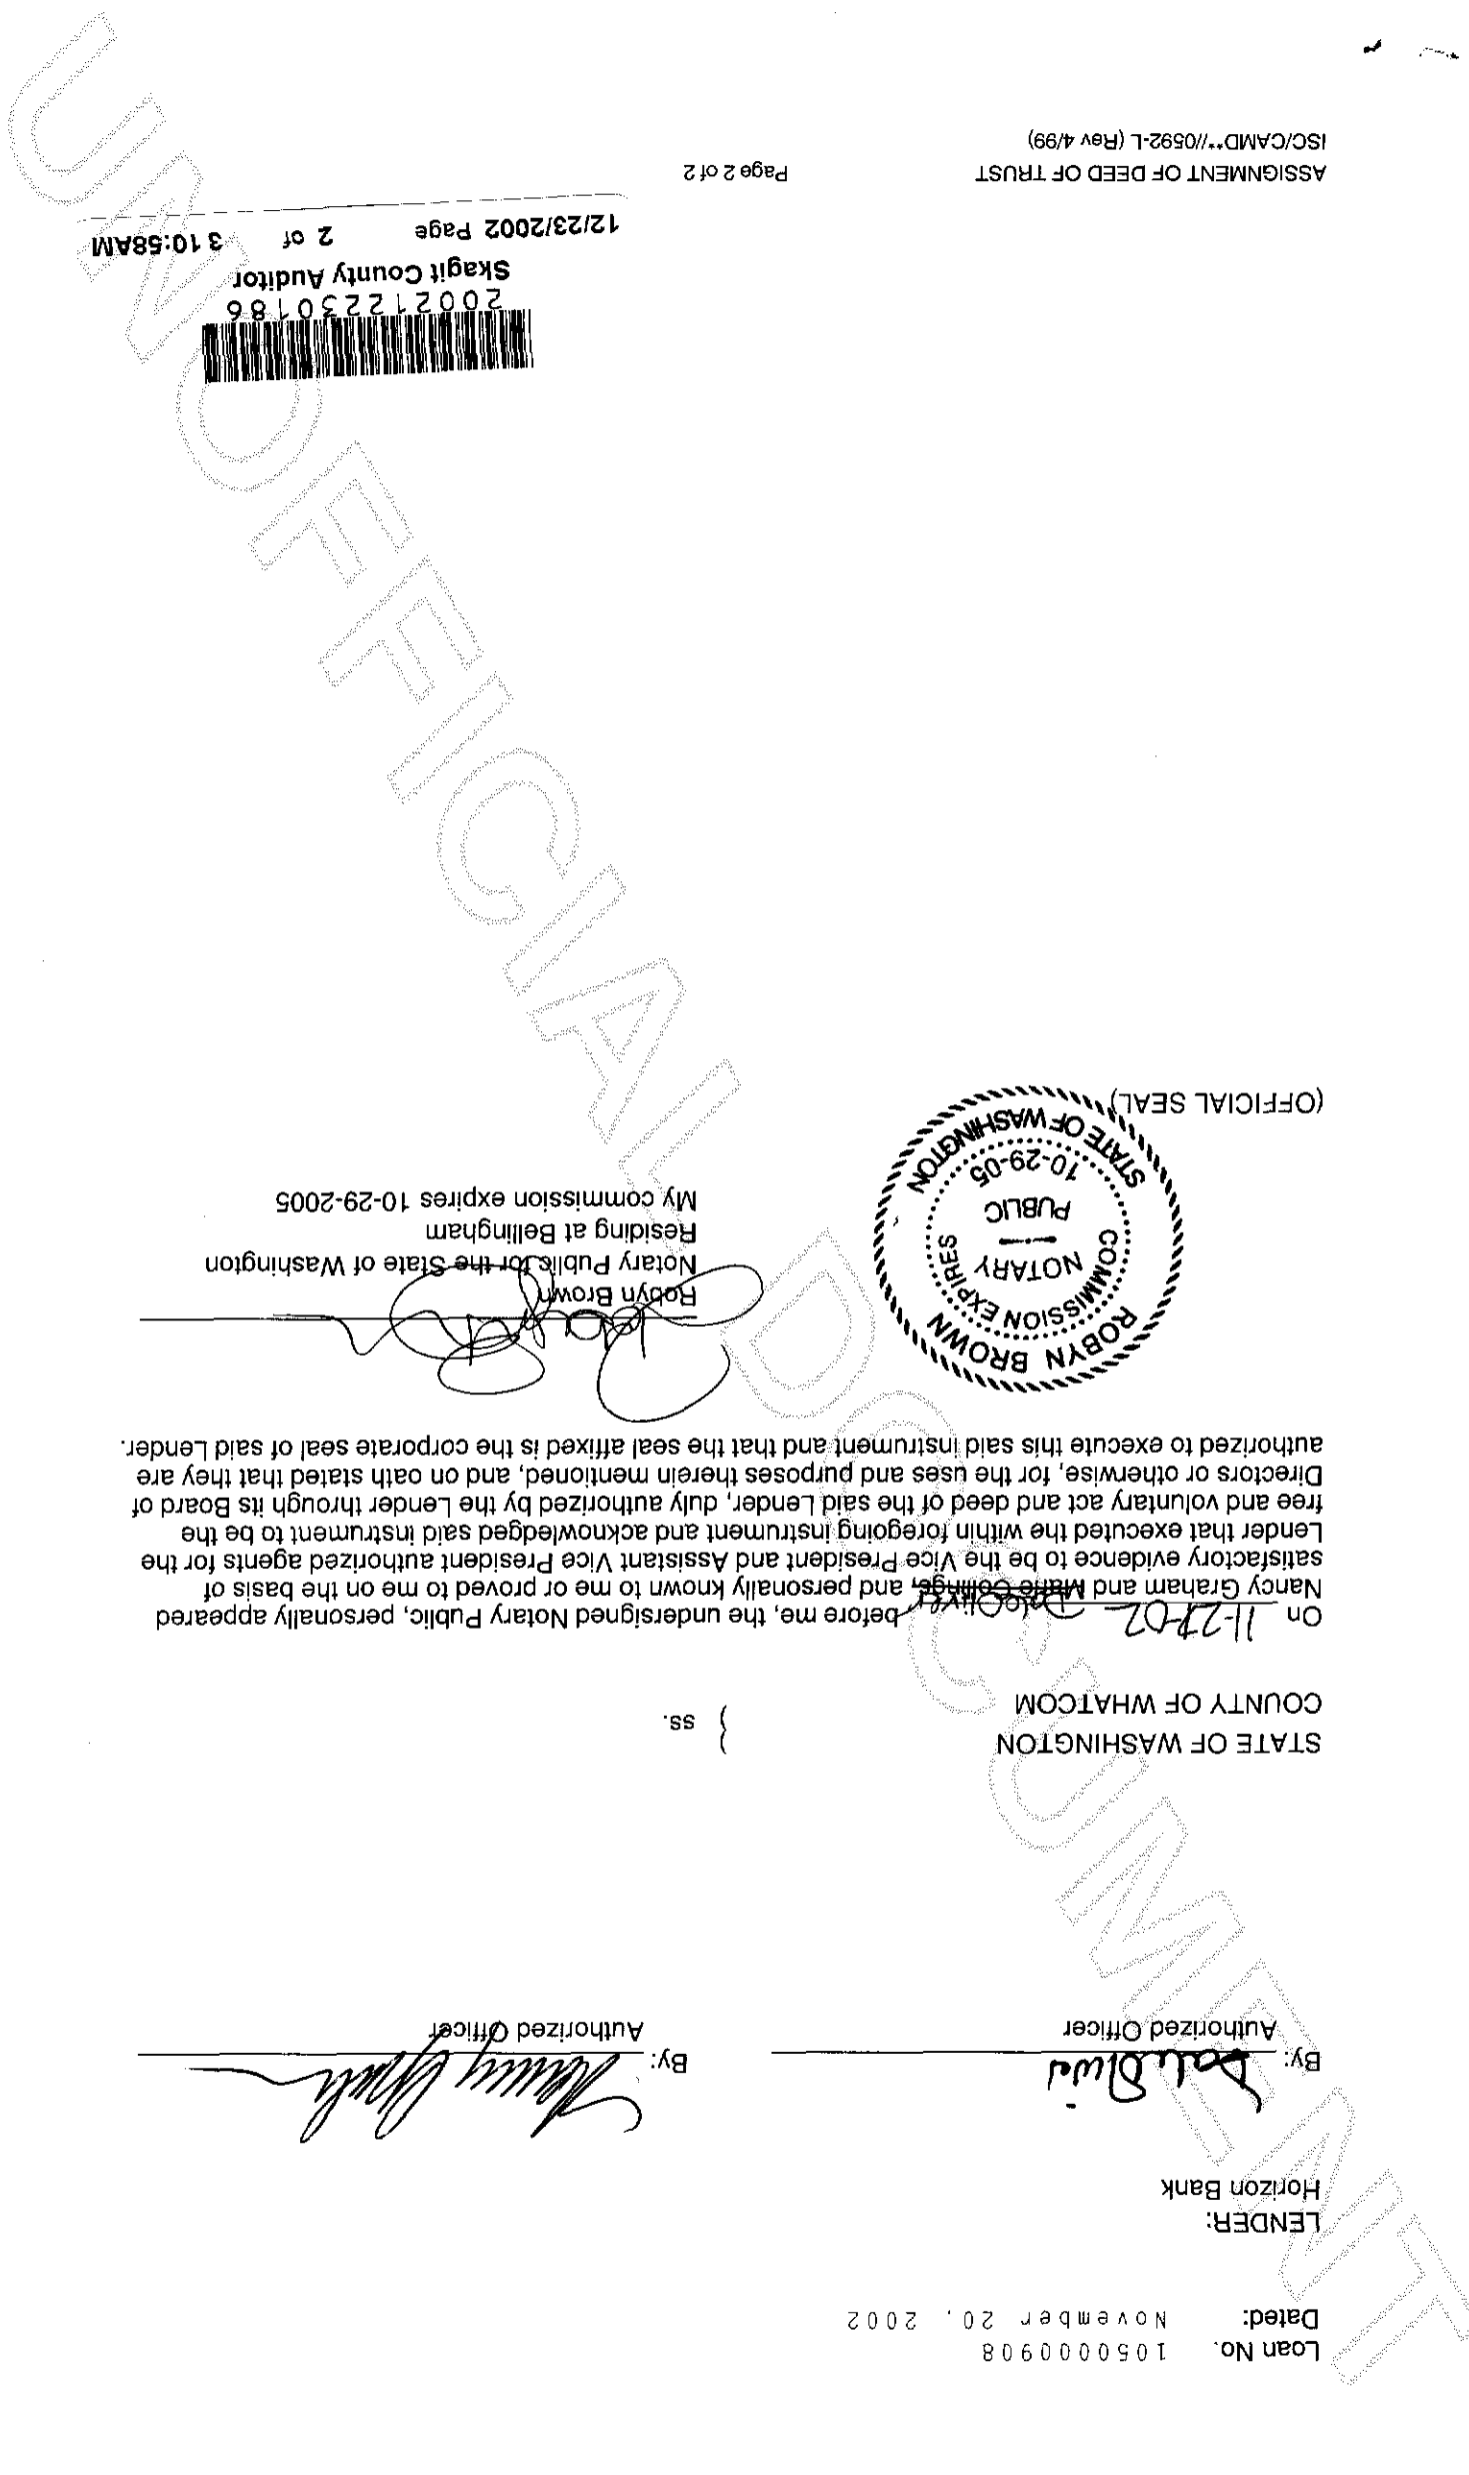 Loan No. 1050000908
Dated: November 20, 2002
LENDER:
Horizon Bank
By: Dale Oliver
Authorized Officer
By: Nancy Graham
Authorized Officer
STATE OF WASHINGTON
COUNTY OF WHATCOM
} ss.
On 11-27-02 Dale Oliver before me, the undersigned Notary Public, personally appeared
Nancy Graham and Marie Collinge, and personally known to me or proved to me on the basis of
satisfactory evidence to be the Vice President and Assistant Vice President authorized agents for the
Lender that executed the within foregoing instrument and acknowledged said instrument to be the
free and voluntary act and deed of the said Lender, duly authorized by the Lender through its Board of
Directors or otherwise, for the uses and purposes therein mentioned, and on oath stated that they are
authorized to execute this said instrument and that the seal affixed is the corporate seal of said Lender.
ROBYN BROWN
COMMISSION EXPIRES
NOTARY
PUBLIC
10-29-05
STATE OF WASHINGTON
Robyn Brown
Notary Public for the State of Washington
Residing at Bellingham
My commission expires 10-29-2005
(OFFICIAL SEAL)
200212230186
Skagit County Auditor
12/23/2002 Page 2 of 3 10:58AM
ASSIGNMENT OF DEED OF TRUST
ISC/CAMD**//0592-L (Rev 4/99)
Page 2 of 2
UNOFFICIAL DOCUMENT